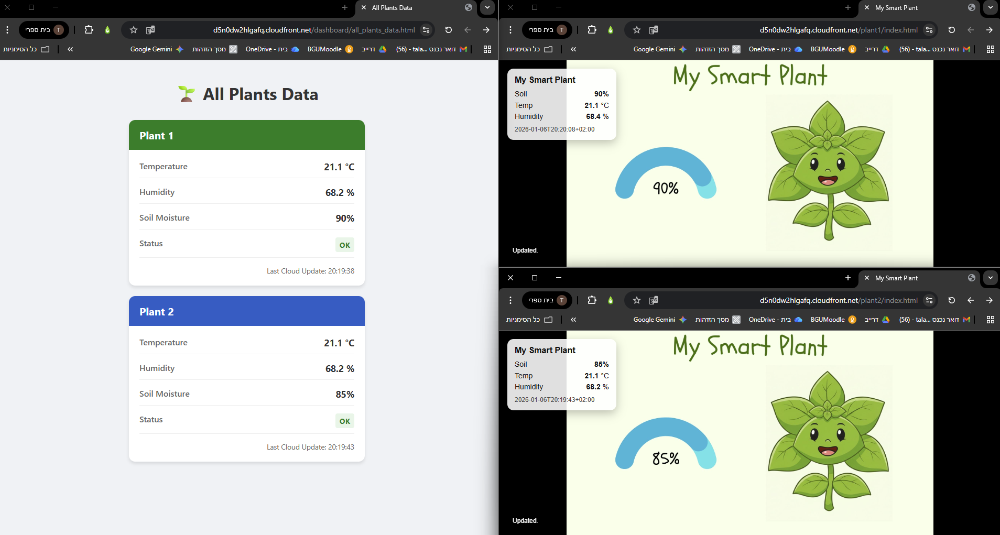 All Plants Data
בית ספרי T
d5n0dw2hlgafq.cloudfront.net/dashboard/all_plants_data.html
כל הסימניות
Google Gemini
מסך הזדהות
OneDrive - בית
BGUMoodle
דרייב
דואר נכנס (56) - tala...
All Plants Data
Plant 1
Temperature 21.1 °C
Humidity 68.2 %
Soil Moisture 90%
Status OK
Last Cloud Update: 20:19:38
Plant 2
Temperature 21.1 °C
Humidity 68.2 %
Soil Moisture 85%
Status OK
Last Cloud Update: 20:19:43
My Smart Plant
בית ספרי T
d5n0dw2hlgafq.cloudfront.net/plant1/index.html
כל הסימניות
Google Gemini
מסך הזדהות
OneDrive - בית
BGUMoodle
דרייב
דואר נכנס (56) - tala...
My Smart Plant
My Smart Plant
Soil 90%
Temp 21.1 °C
Humidity 68.4 %
2026-01-06T20:20:08+02:00
90%
Updated.
My Smart Plant
בית ספרי T
d5n0dw2hlgafq.cloudfront.net/plant2/index.html
כל הסימניות
Google Gemini
מסך הזדהות
OneDrive - בית
BGUMoodle
דרייב
דואר נכנס (56) - tala...
My Smart Plant
My Smart Plant
Soil 85%
Temp 21.1 °C
Humidity 68.2 %
2026-01-06T20:19:43+02:00
85%
Updated.